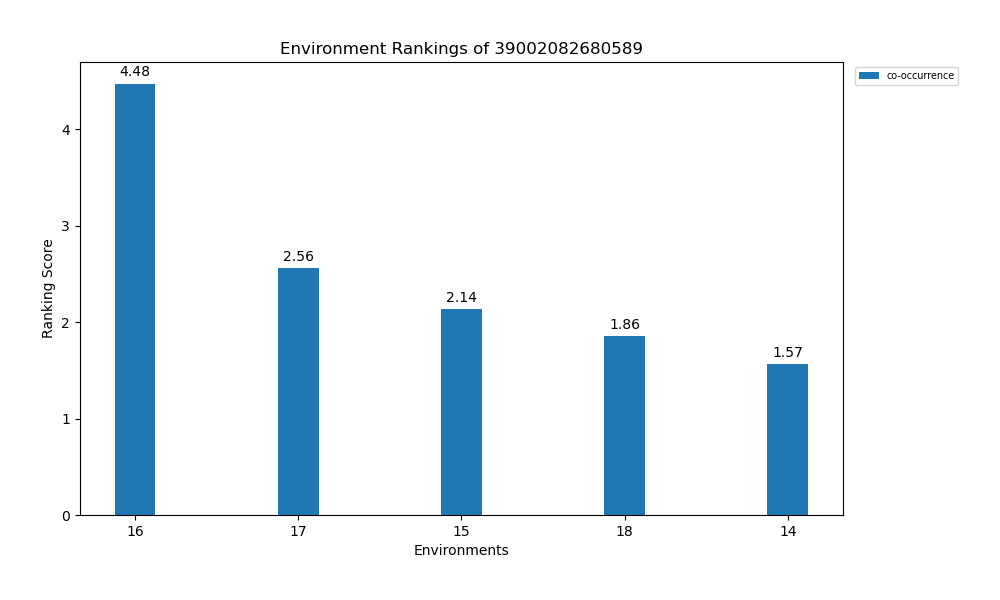 Environment Rankings of 39002082680589
co-occurrence
4.48
2.56
2.14
1.86
1.57
Ranking Score
4
3
2
1
0
16 17 15 18 14
Environments